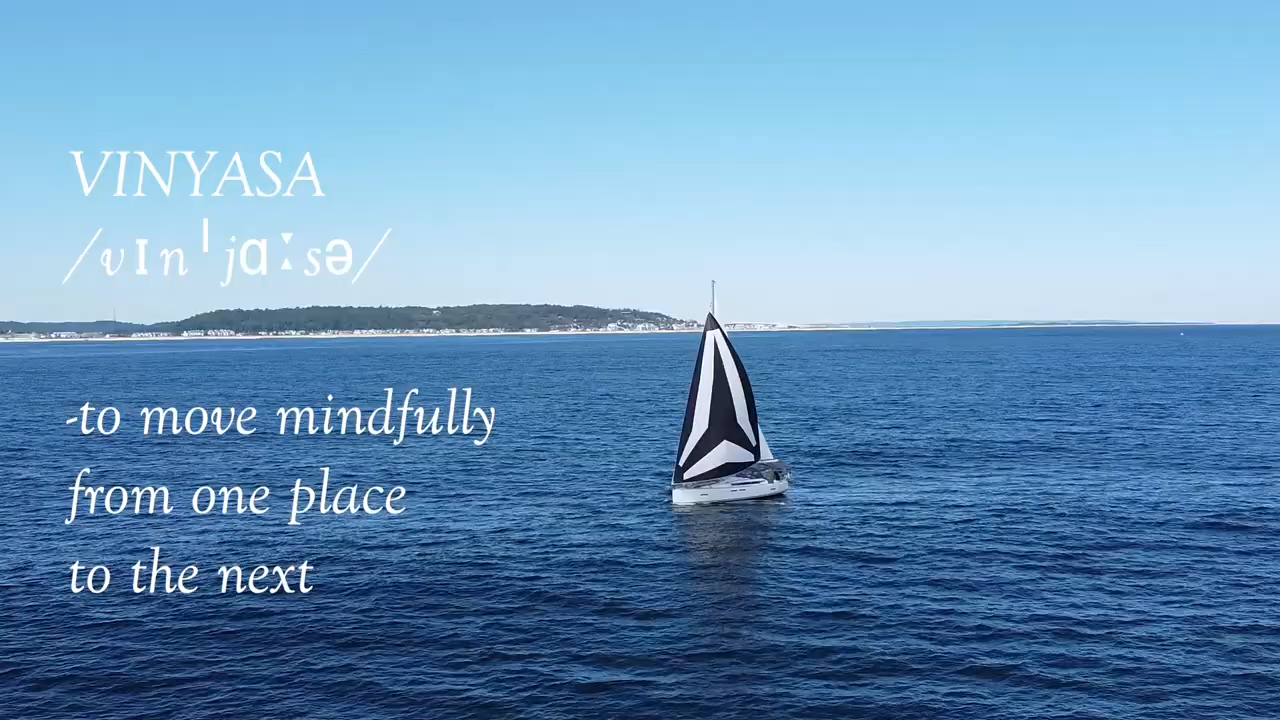 VINYASA
/vɪnˈjɑːsə/
-to move mindfully
from one place
to the next